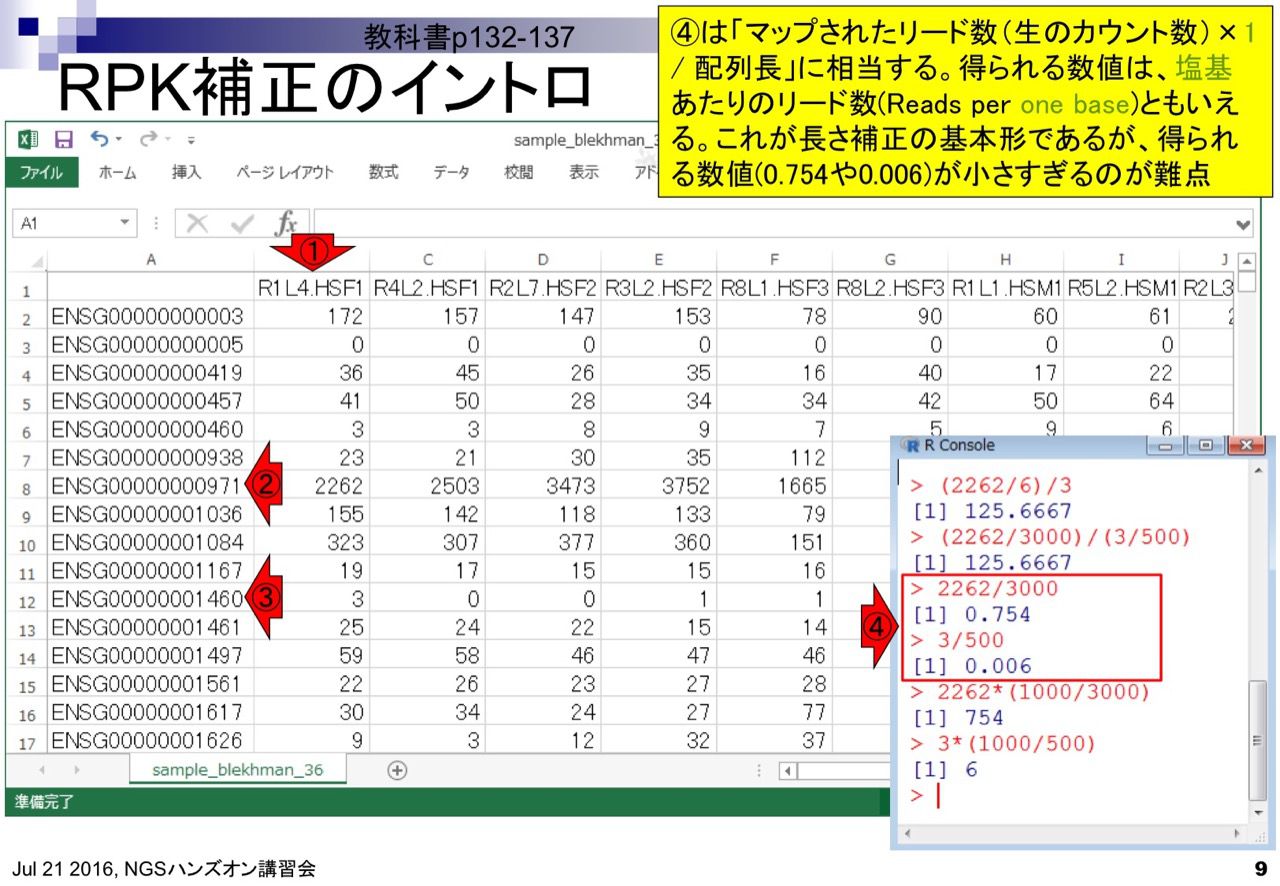 教科書p132-137
RPK補正のイントロ
④は「マップされたリード数（生のカウント数）×1
/ 配列長」に相当する。得られる数値は、塩基
あたりのリード数(Reads per one base)ともいえ
る。これが長さ補正の基本形であるが、得られ
る数値(0.754や0.006)が小さすぎるのが難点
sample_blekhman_3
ファイル ホーム 挿入 ページ レイアウト 数式 データ 校閲 表示 アド
A1 fx
①
A C D E F G H I J
1 R1L4.HSF1 R4L2.HSF1 R2L7.HSF2 R3L2.HSF2 R8L1.HSF3 R8L2.HSF3 R1L1.HSM1 R5L2.HSM1 R2L3
2 ENSG00000000003 172 157 147 153 78 90 60 61
3 ENSG00000000005 0 0 0 0 0 0 0 0
4 ENSG00000000419 36 45 26 35 16 40 17 22
5 ENSG00000000457 41 50 28 34 34 42 50 64
6 ENSG00000000460 3 3 8 9 7 5 9 6
7 ENSG00000000938 23 21 30 35 112
8 ENSG00000000971 ② 2262 2503 3473 3752 1665
9 ENSG00000001036 155 142 118 133 79
10 ENSG00000001084 323 307 377 360 151
11 ENSG00000001167 19 17 15 15 16
12 ENSG00000001460 ③ 3 0 0 1 1
13 ENSG00000001461 25 24 22 15 14
14 ENSG00000001497 59 58 46 47 46
15 ENSG00000001561 22 26 23 27 28
16 ENSG00000001617 30 34 24 27 77
17 ENSG00000001626 9 3 12 32 37
sample_blekhman_36
準備完了
R Console
> (2262/6)/3
[1] 125.6667
> (2262/3000)/(3/500)
[1] 125.6667
> 2262/3000
[1] 0.754
④
> 3/500
[1] 0.006
> 2262*(1000/3000)
[1] 754
> 3*(1000/500)
[1] 6
>
Jul 21 2016, NGSハンズオン講習会
9